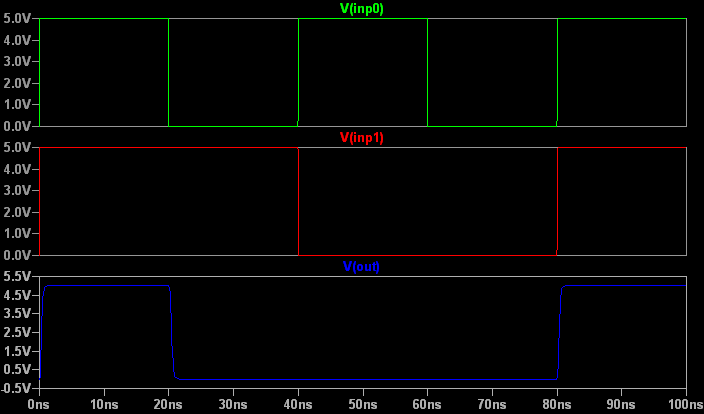 V(inp0)
5.0V
4.0V
3.0V
2.0V
1.0V
0.0V
V(inp1)
5.0V
4.0V
3.0V
2.0V
1.0V
0.0V
V(out)
5.5V
4.5V
3.5V
2.5V
1.5V
0.5V
-0.5V
0ns 10ns 20ns 30ns 40ns 50ns 60ns 70ns 80ns 90ns 100ns